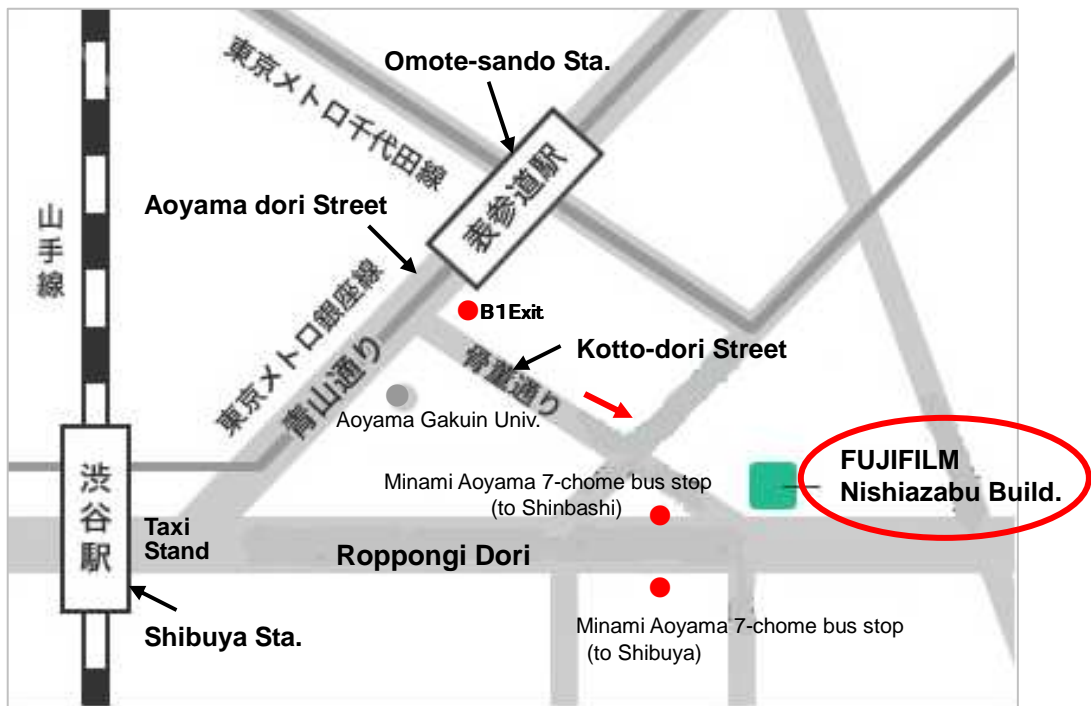 Omote-sando Sta.
東京メトロ千代田線
表参道駅
Aoyama dori Street
山手線
東京メトロ銀座線
青山通り
B1Exit
Kotto-dori Street
骨董通り
Aoyama Gakuin Univ.
FUJIFILM
Nishiazabu Build.
Minami Aoyama 7-chome bus stop
(to Shinbashi)
渋谷駅
Taxi
Stand
Roppongi Dori
Shibuya Sta.
Minami Aoyama 7-chome bus stop
(to Shibuya)